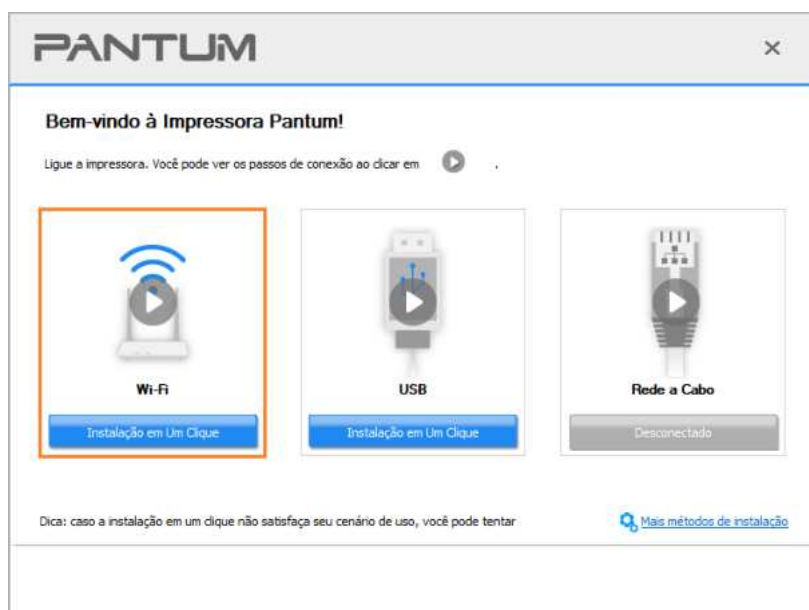 PANTUM
Bem-vindo à Impressora Pantum!
Ligue a impressora. Você pode ver os passos de conexão ao clicar em .
Wi-Fi
Instalação em Um Clique
USB
Instalação em Um Clique
Rede a Cabo
Desconectado
Dica: caso a instalação em um clique não satisfaça seu cenário de uso, você pode tentar
Mais métodos de instalação